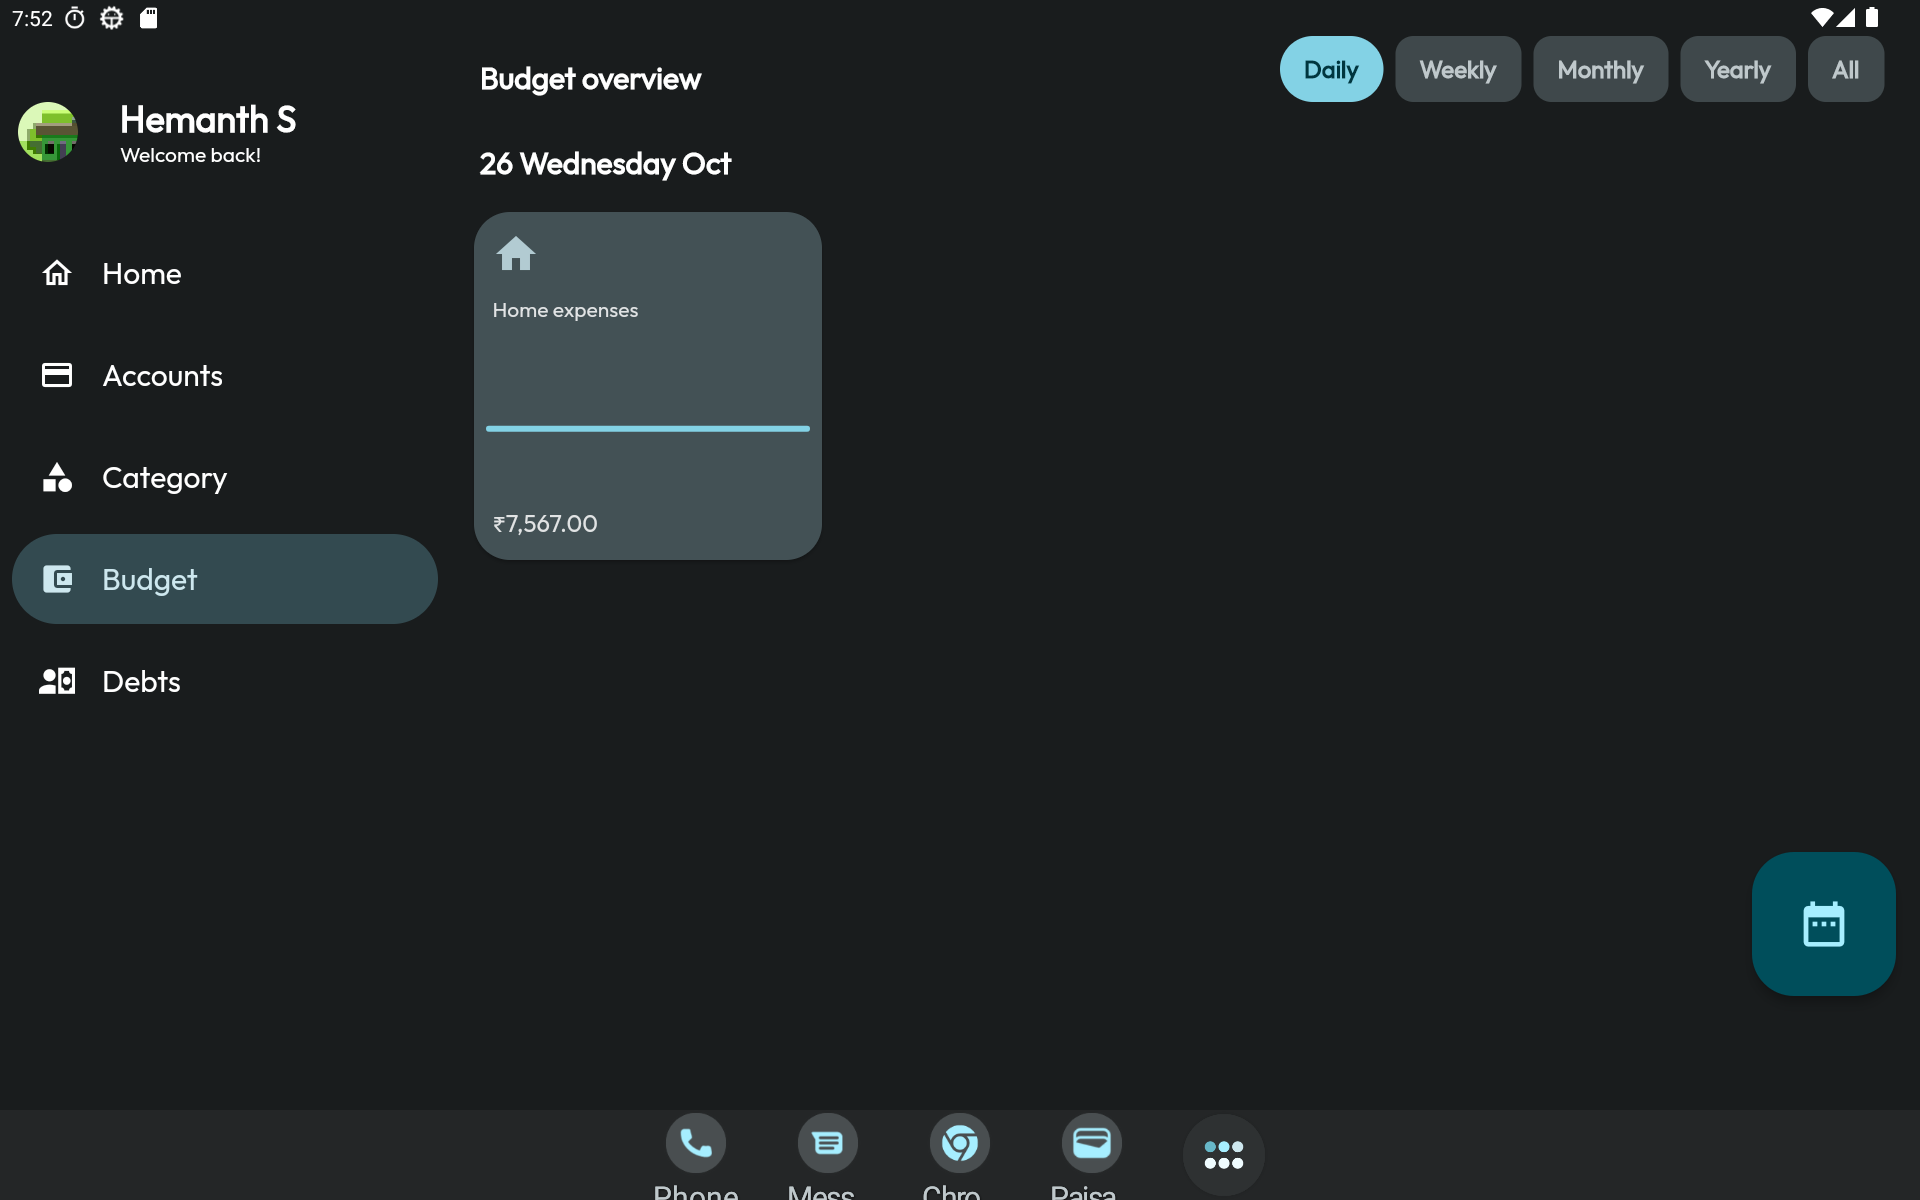 7:52
Hemanth S
Welcome back!
Home
Accounts
Category
Budget
Debts
Budget overview
Daily
Weekly
Monthly
Yearly
All
26 Wednesday Oct
Home expenses
₹7,567.00
Phone
Mess
Chro
Paisa